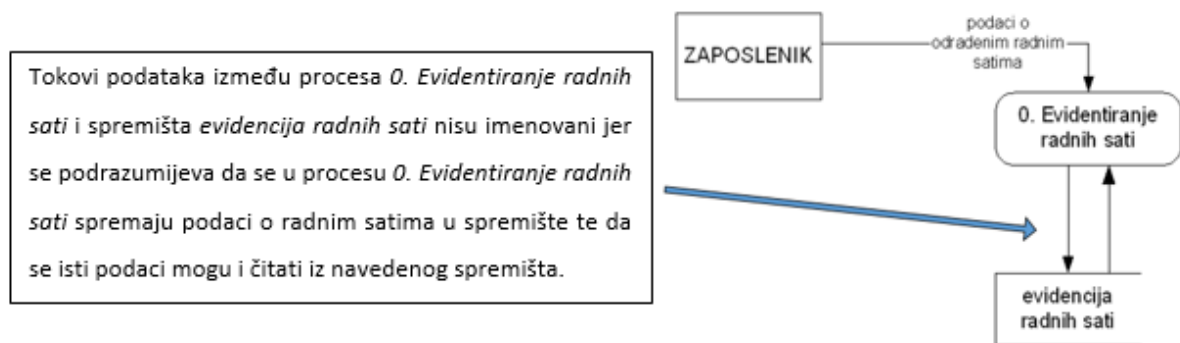 Tokovi podataka između procesa 0. Evidentiranje radnih
sati i spremišta evidencija radnih sati nisu imenovani jer
se podrazumijeva da se u procesu 0. Evidentiranje radnih
sati spremaju podaci o radnim satima u spremište te da
se isti podaci mogu i čitati iz navedenog spremišta.
ZAPOSLENIK
podaci o
odrađenim radnim
satima
0. Evidentiranje
radnih sati
evidencija
radnih sati